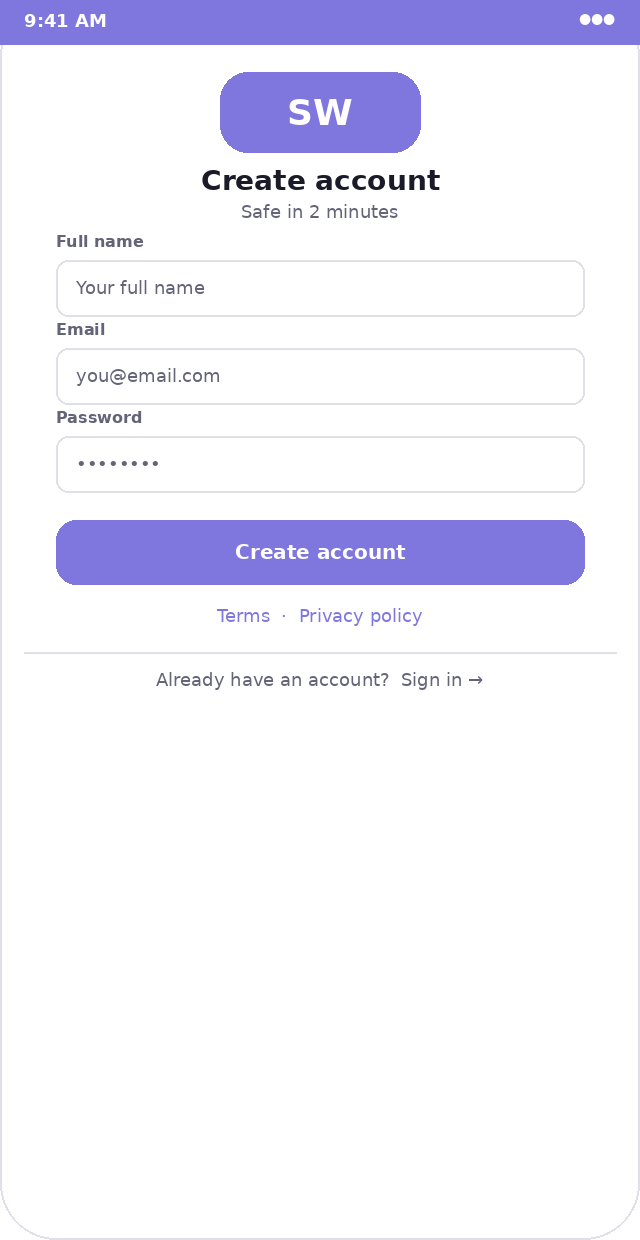 9:41 AM
SW
Create account
Safe in 2 minutes
Full name
Your full name
Email
you@email.com
Password
••••••••
Create account
Terms · Privacy policy
Already have an account? Sign in →